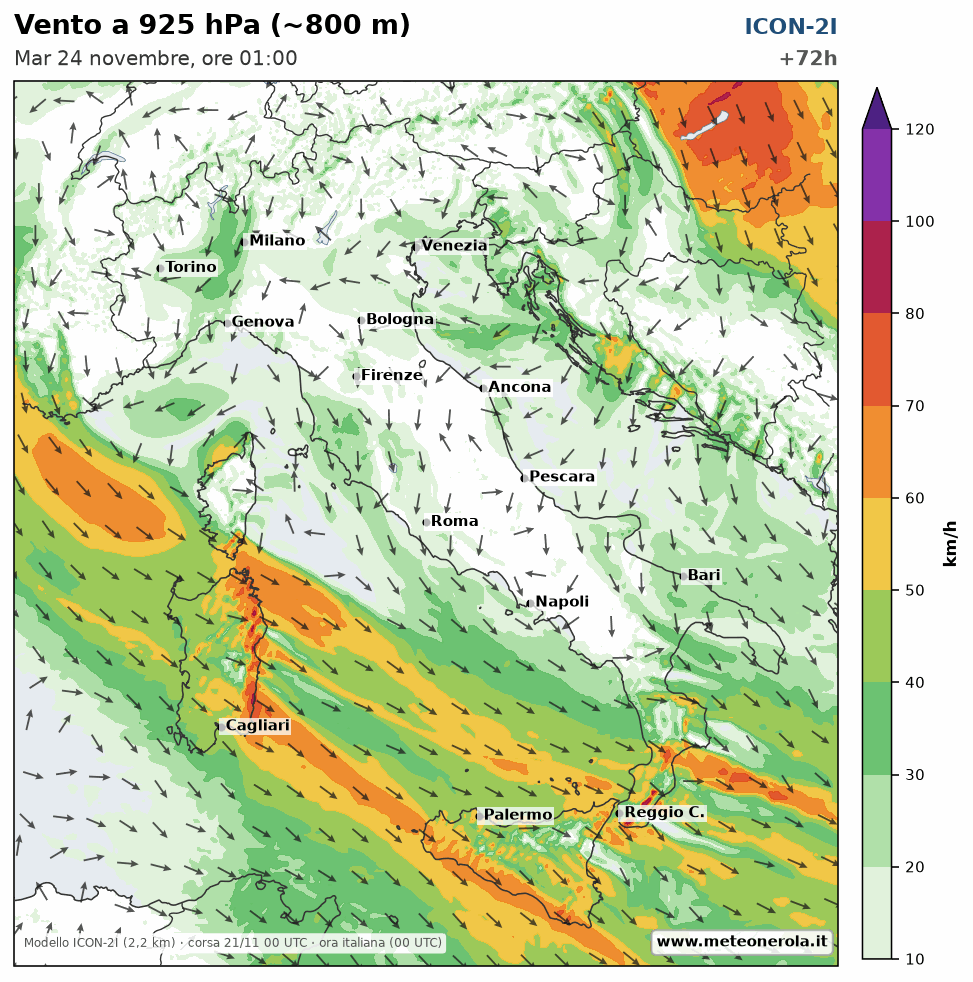 Vento a 925 hPa (~800 m)
ICON-2I
Mar 24 novembre, ore 01:00
+72h
Milano
Venezia
Torino
Genova
Bologna
Firenze
Ancona
Pescara
Roma
Bari
Napoli
Cagliari
Palermo
Reggio C.
Modello ICON-2I (2,2 km) · corsa 21/11 00 UTC · ora italiana (00 UTC)
www.meteonerola.it
120
100
80
70
60
50
40
30
20
10
km/h